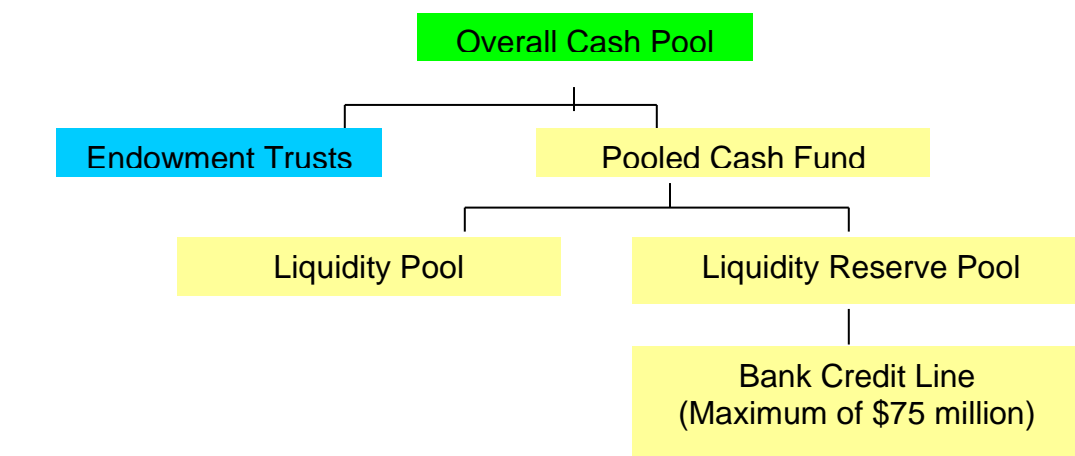 Overall Cash Pool
Endowment Trusts
Pooled Cash Fund
Liquidity Pool
Liquidity Reserve Pool
Bank Credit Line
(Maximum of $75 million)